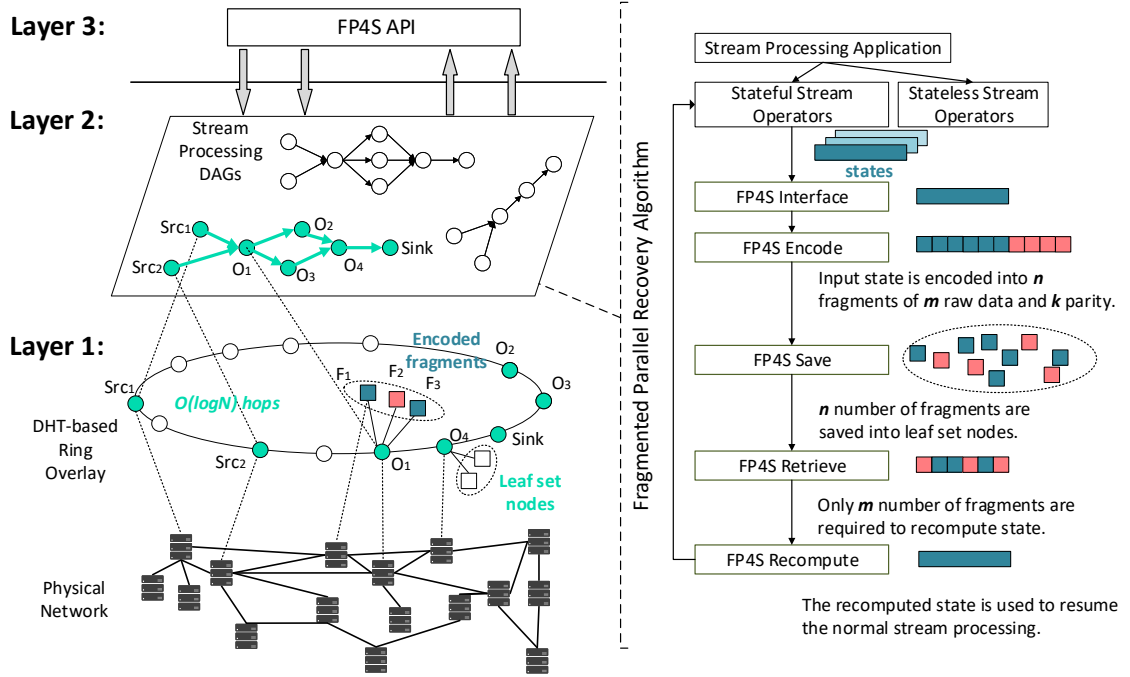 Layer 3:
FP4S API
Layer 2:
Stream
Processing
DAGs
Src1
O2
Src2
O1
O3
O4
Sink
Layer 1:
Encoded
fragments
O2
F1
F2
F3
Src1
O3
O(logN) hops
DHT-based
Ring
Overlay
Src2
O1
O4
Sink
Leaf set
nodes
Physical
Network
Fragmented Parallel Recovery Algorithm
Stream Processing Application
Stateful Stream
Operators
Stateless Stream
Operators
states
FP4S Interface
FP4S Encode
Input state is encoded into n
fragments of m raw data and k parity.
FP4S Save
n number of fragments are
saved into leaf set nodes.
FP4S Retrieve
Only m number of fragments are
required to recompute state.
FP4S Recompute
The recomputed state is used to resume
the normal stream processing.